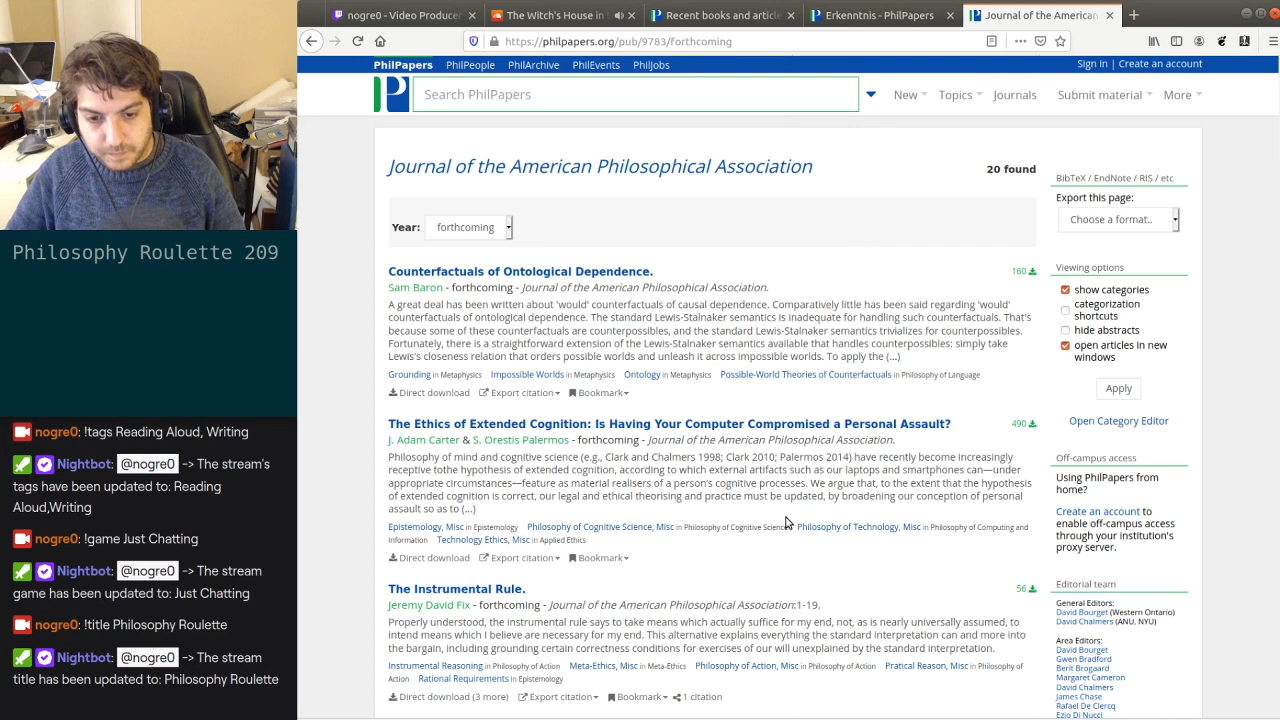 nogre0 - Video Producer
The Witch's House in
Recent books and article
Erkenntnis - PhilPapers
Journal of the American
https://philpapers.org/pub/9783/forthcoming
PhilPapers PhilPeople PhilArchive PhilEvents PhilJobs
Sign in | Create an account
Search PhilPapers
New Topics Journals Submit material More
Journal of the American Philosophical Association
20 found
Year: forthcoming
Counterfactuals of Ontological Dependence.
160
Sam Baron - forthcoming - Journal of the American Philosophical Association.
A great deal has been written about 'would' counterfactuals of causal dependence. Comparatively little has been said regarding 'would'
counterfactuals of ontological dependence. The standard Lewis-Stalnaker semantics is inadequate for handling such counterfactuals. That's
because some of these counterfactuals are counterpossibles, and the standard Lewis-Stalnaker semantics trivializes for counterpossibles.
Fortunately, there is a straightforward extension of the Lewis-Stalnaker semantics available that handles counterpossibles: simply take
Lewis's closeness relation that orders possible worlds and unleash it across impossible worlds. To apply the (...)
Grounding in Metaphysics Impossible Worlds in Metaphysics Ontology in Metaphysics Possible-World Theories of Counterfactuals in Philosophy of Language
Direct download Export citation Bookmark
The Ethics of Extended Cognition: Is Having Your Computer Compromised a Personal Assault?
490
J. Adam Carter & S. Orestis Palermos - forthcoming - Journal of the American Philosophical Association.
Philosophy of mind and cognitive science (e.g., Clark and Chalmers 1998; Clark 2010; Palermos 2014) have recently become increasingly
receptive tothe hypothesis of extended cognition, according to which external artifacts such as our laptops and smartphones can—under
appropriate circumstances—feature as material realisers of a person's cognitive processes. We argue that, to the extent that the hypothesis
of extended cognition is correct, our legal and ethical theorising and practice must be updated, by broadening our conception of personal
assault so as to (...)
Epistemology, Misc in Epistemology Philosophy of Cognitive Science, Misc in Philosophy of Cognitive Science Philosophy of Technology, Misc in Philosophy of Computing and
Information Technology Ethics, Misc in Applied Ethics
Direct download Export citation Bookmark
The Instrumental Rule.
56
Jeremy David Fix - forthcoming - Journal of the American Philosophical Association:1-19.
Properly understood, the instrumental rule says to take means which actually suffice for my end, not, as is nearly universally assumed, to
intend means which I believe are necessary for my end. This alternative explains everything the standard interpretation can and more into
the bargain, including grounding certain correctness conditions for exercises of our will unexplained by the standard interpretation.
Instrumental Reasoning in Philosophy of Action Meta-Ethics, Misc in Meta-Ethics Philosophy of Action, Misc in Philosophy of Action Pratical Reason, Misc in Philosophy of
Action Rational Requirements in Epistemology
Direct download (3 more) Export citation Bookmark 1 citation
BibTeX / EndNote / RIS / etc
Export this page:
Choose a format..
Viewing options
show categories
categorization
shortcuts
hide abstracts
open articles in new
windows
Apply
Open Category Editor
Off-campus access
Using PhilPapers from
home?
Create an account to
enable off-campus access
through your institution's
proxy server.
Editorial team
General Editors:
David Bourget (Western Ontario)
David Chalmers (ANU, NYU)
Area Editors:
David Bourget
Gwen Bradford
Berit Brogaard
Margaret Cameron
David Chalmers
James Chase
Rafael De Clercq
Ezio Di Nucci
Philosophy Roulette 209
nogre0: !tags Reading Aloud, Writing
Nightbot: @nogre0 -> The stream's
tags have been updated to: Reading
Aloud,Writing
nogre0: !game Just Chatting
Nightbot: @nogre0 -> The stream
game has been updated to: Just Chatting
nogre0: !title Philosophy Roulette
Nightbot: @nogre0 -> The stream
title has been updated to: Philosophy Roulette